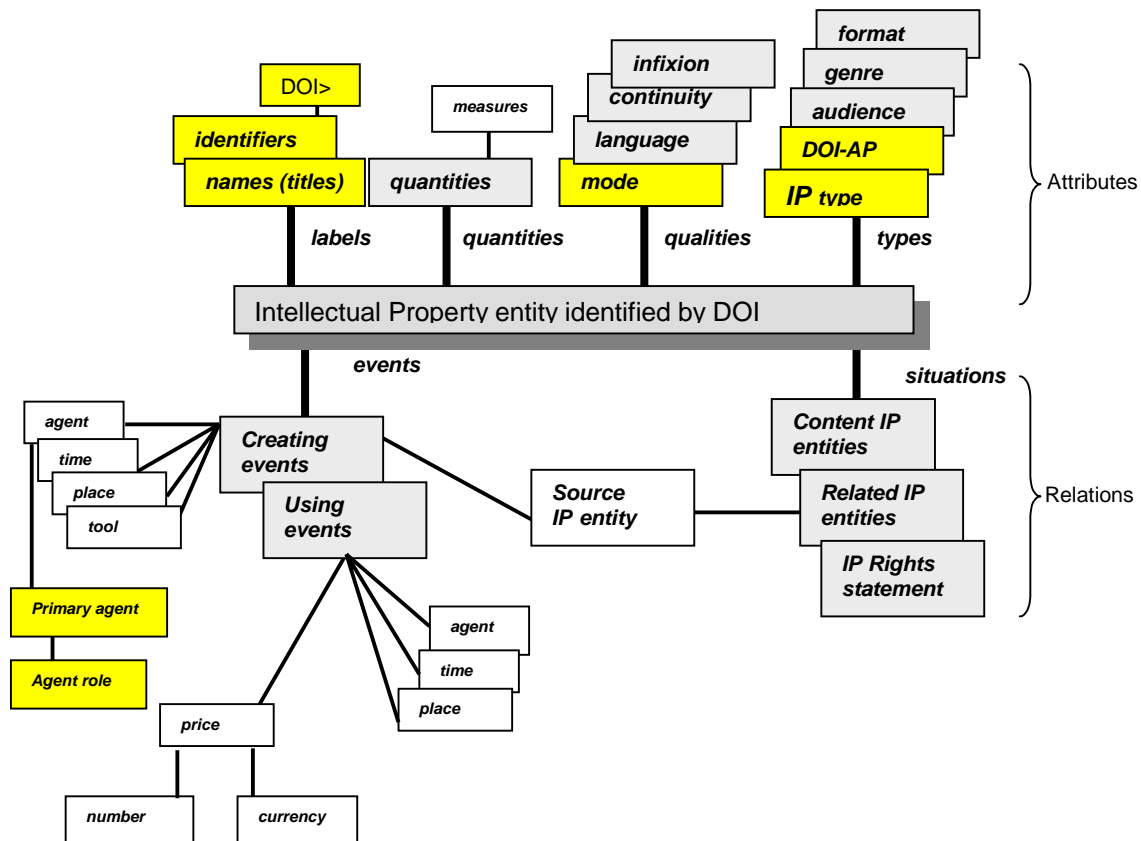 format
infixion
genre
DOI>
continuity
measures
audience
identifiers
language
DOI-AP
names (titles)
quantities
mode
IP type
Attributes
labels
quantities
qualities
types
Intellectual Property entity identified by DOI
events
situations
agent
Creating
events
Content IP
entities
time
place
tool
Using
events
Source
IP entity
Related IP
entities
Relations
IP Rights
statement
Primary agent
Agent role
agent
time
place
price
number
currency